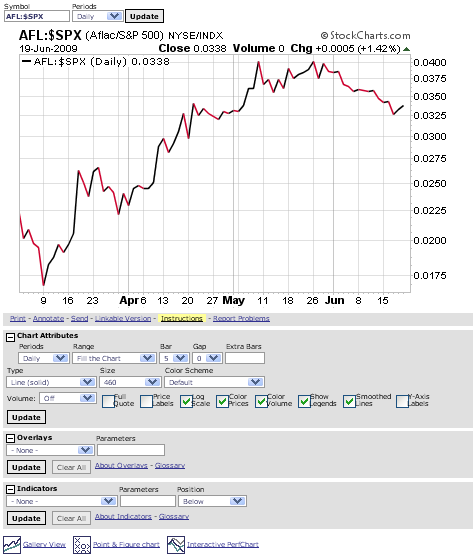 Symbol Periods
AFL:$SPX Daily Update
AFL:$SPX (Aflac/S&P 500) NYSE/INDX © StockCharts.com
19-Jun-2009 Close 0.0338 Volume 0 Chg +0.0005 (+1.42%)
AFL:$SPX (Daily) 0.0338
0.0400
0.0375
0.0350
0.0325
0.0300
0.0275
0.0250
0.0225
0.0200
0.0175
9 16 23 Apr 6 13 20 27 May 11 18 26 Jun 8 15
Print - Annotate - Send - Linkable Version - Instructions - Report Problems
Chart Attributes
Periods Range Bar Gap Extra Bars
Daily Fill the Chart 5 0
Type Size Color Scheme
Line (solid) 460 Default
Volume: Off Full Quote Price Labels Log Scale Color Prices Color Volume Show Legends Smoothed Lines Y-Axis Labels
Update
Overlays
Parameters
- None -
Update Clear All About Overlays - Glossary
Indicators
Parameters Position
- None - Below
Update Clear All About Indicators - Glossary
Gallery View Point & Figure chart Interactive PerfChart